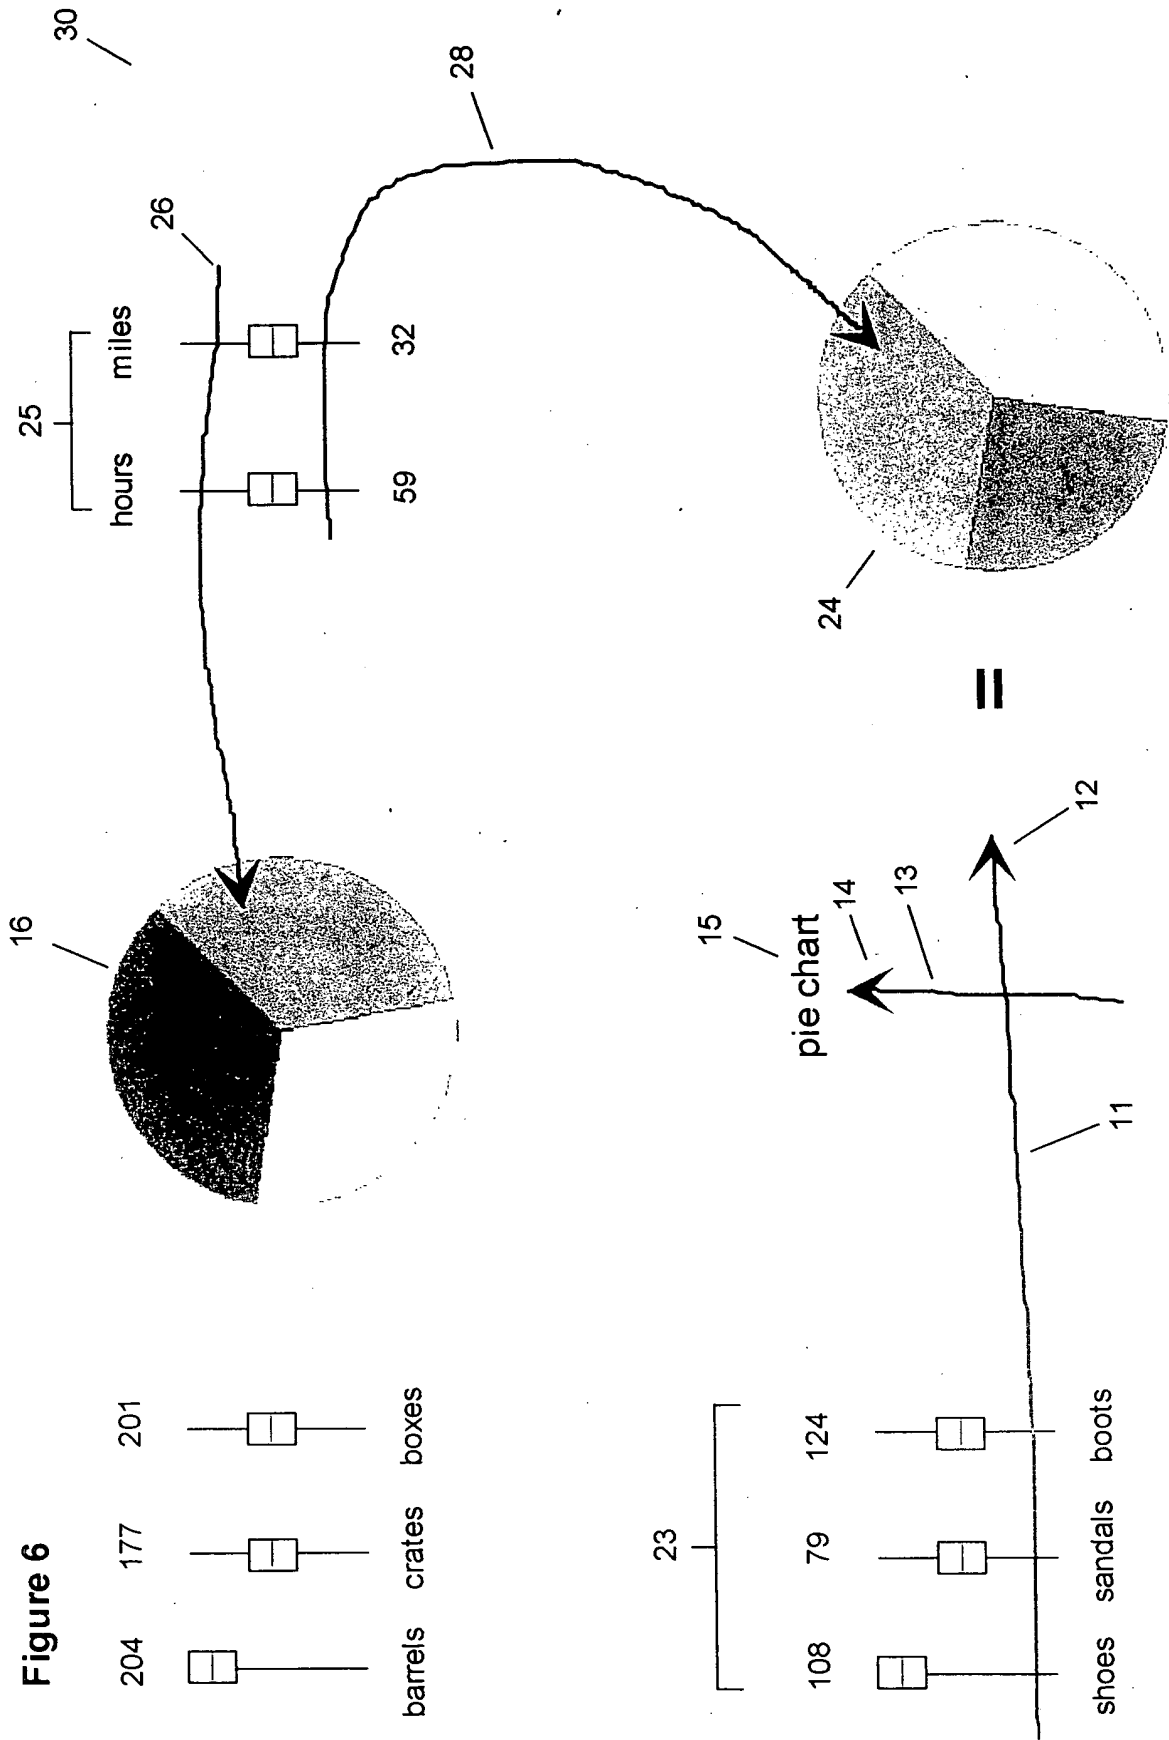 Figure 6
204 177 201
barrels crates boxes
16
25
hours miles
26
59 32
28
30
23
108 79 124
shoes sandals boots
11
15
pie chart
14
13
12
=
24